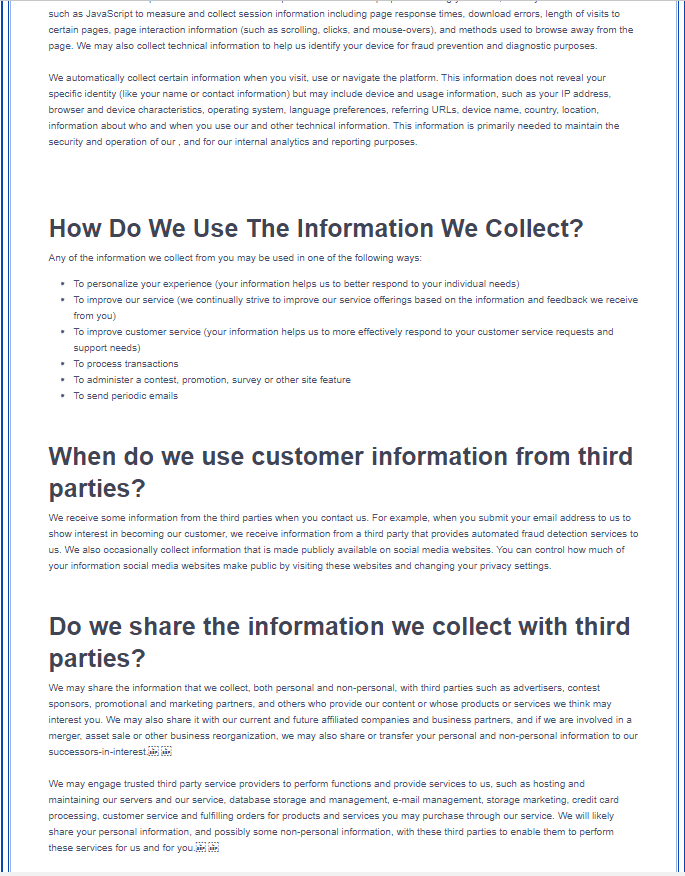 such as JavaScript to measure and collect session information including page response times, download errors, length of visits to
certain pages, page interaction information (such as scrolling, clicks, and mouse-overs), and methods used to browse away from the
page. We may also collect technical information to help us identify your device for fraud prevention and diagnostic purposes.
We automatically collect certain information when you visit, use or navigate the platform. This information does not reveal your
specific identity (like your name or contact information) but may include device and usage information, such as your IP address,
browser and device characteristics, operating system, language preferences, referring URLs, device name, country, location,
information about who and when you use our and other technical information. This information is primarily needed to maintain the
security and operation of our , and for our internal analytics and reporting purposes.
How Do We Use The Information We Collect?
Any of the information we collect from you may be used in one of the following ways:
• To personalize your experience (your information helps us to better respond to your individual needs)
• To improve our service (we continually strive to improve our service offerings based on the information and feedback we receive
from you)
• To improve customer service (your information helps us to more effectively respond to your customer service requests and
support needs)
• To process transactions
• To administer a contest, promotion, survey or other site feature
• To send periodic emails
When do we use customer information from third
parties?
We receive some information from the third parties when you contact us. For example, when you submit your email address to us to
show interest in becoming our customer, we receive information from a third party that provides automated fraud detection services to
us. We also occasionally collect information that is made publicly available on social media websites. You can control how much of
your information social media websites make public by visiting these websites and changing your privacy settings.
Do we share the information we collect with third
parties?
We may share the information that we collect, both personal and non-personal, with third parties such as advertisers, contest
sponsors, promotional and marketing partners, and others who provide our content or whose products or services we think may
interest you. We may also share it with our current and future affiliated companies and business partners, and if we are involved in a
merger, asset sale or other business reorganization, we may also share or transfer your personal and non-personal information to our
successors-in-interest.
We may engage trusted third party service providers to perform functions and provide services to us, such as hosting and
maintaining our servers and our service, database storage and management, e-mail management, storage marketing, credit card
processing, customer service and fulfilling orders for products and services you may purchase through our service. We will likely
share your personal information, and possibly some non-personal information, with these third parties to enable them to perform
these services for us and for you.